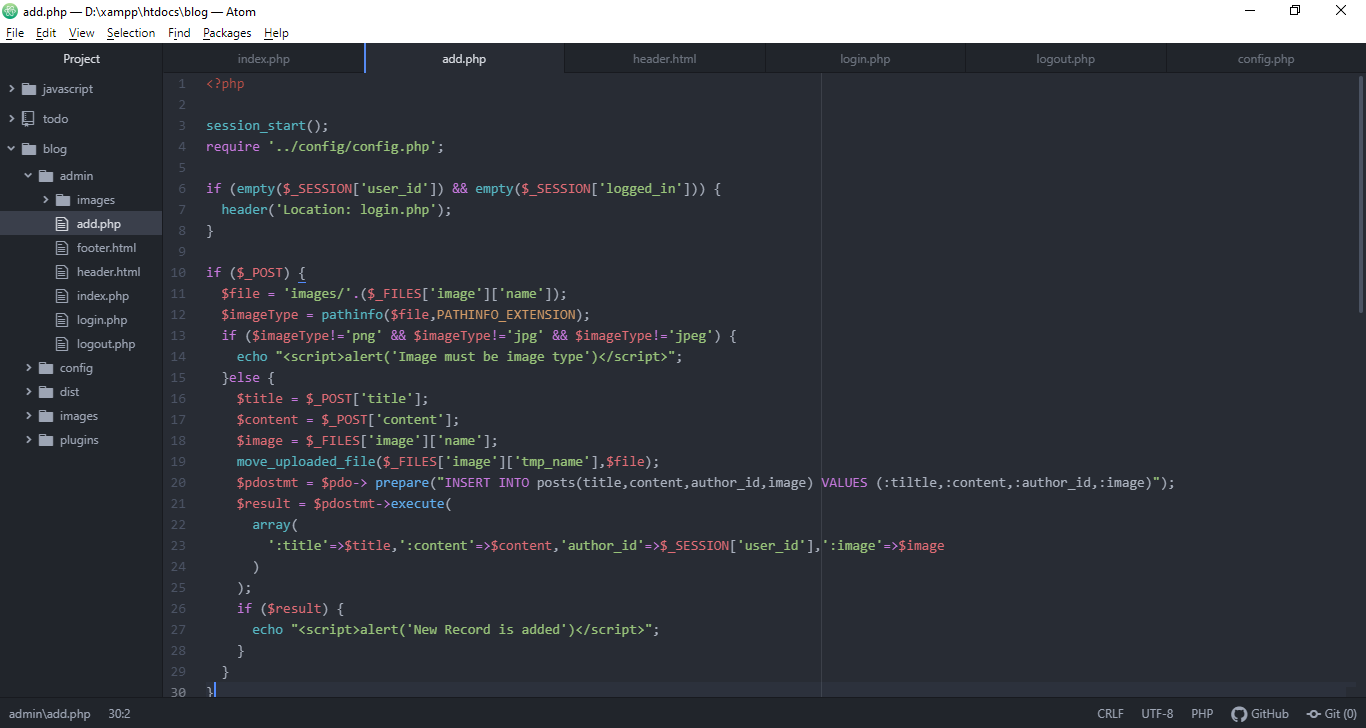 add.php — D:\xampp\htdocs\blog — Atom
File Edit View Selection Find Packages Help
Project
index.php add.php header.html login.php logout.php config.php
javascript
todo
blog
admin
images
add.php
footer.html
header.html
index.php
login.php
logout.php
config
dist
images
plugins
1 <?php
2
3 session_start();
4 require '../config/config.php';
5
6 if (empty($_SESSION['user_id']) && empty($_SESSION['logged_in'])) {
7   header('Location: login.php');
8 }
9
10 if ($_POST) {
11   $file = 'images/'.($_FILES['image']['name']);
12   $imageType = pathinfo($file,PATHINFO_EXTENSION);
13   if ($imageType!='png' && $imageType!='jpg' && $imageType!='jpeg') {
14     echo "<script>alert('Image must be image type')</script>";
15   }else {
16     $title = $_POST['title'];
17     $content = $_POST['content'];
18     $image = $_FILES['image']['name'];
19     move_uploaded_file($_FILES['image']['tmp_name'],$file);
20     $pdostmt = $pdo-> prepare("INSERT INTO posts(title,content,author_id,image) VALUES (:tiltle,:content,:author_id,:image)");
21     $result = $pdostmt->execute(
22       array(
23         ':title'=>$title,':content'=>$content,'author_id'=>$_SESSION['user_id'],':image'=>$image
24       )
25     );
26     if ($result) {
27       echo "<script>alert('New Record is added')</script>";
28     }
29   }
30 }
admin\add.php 30:2 CRLF UTF-8 PHP GitHub Git (0)